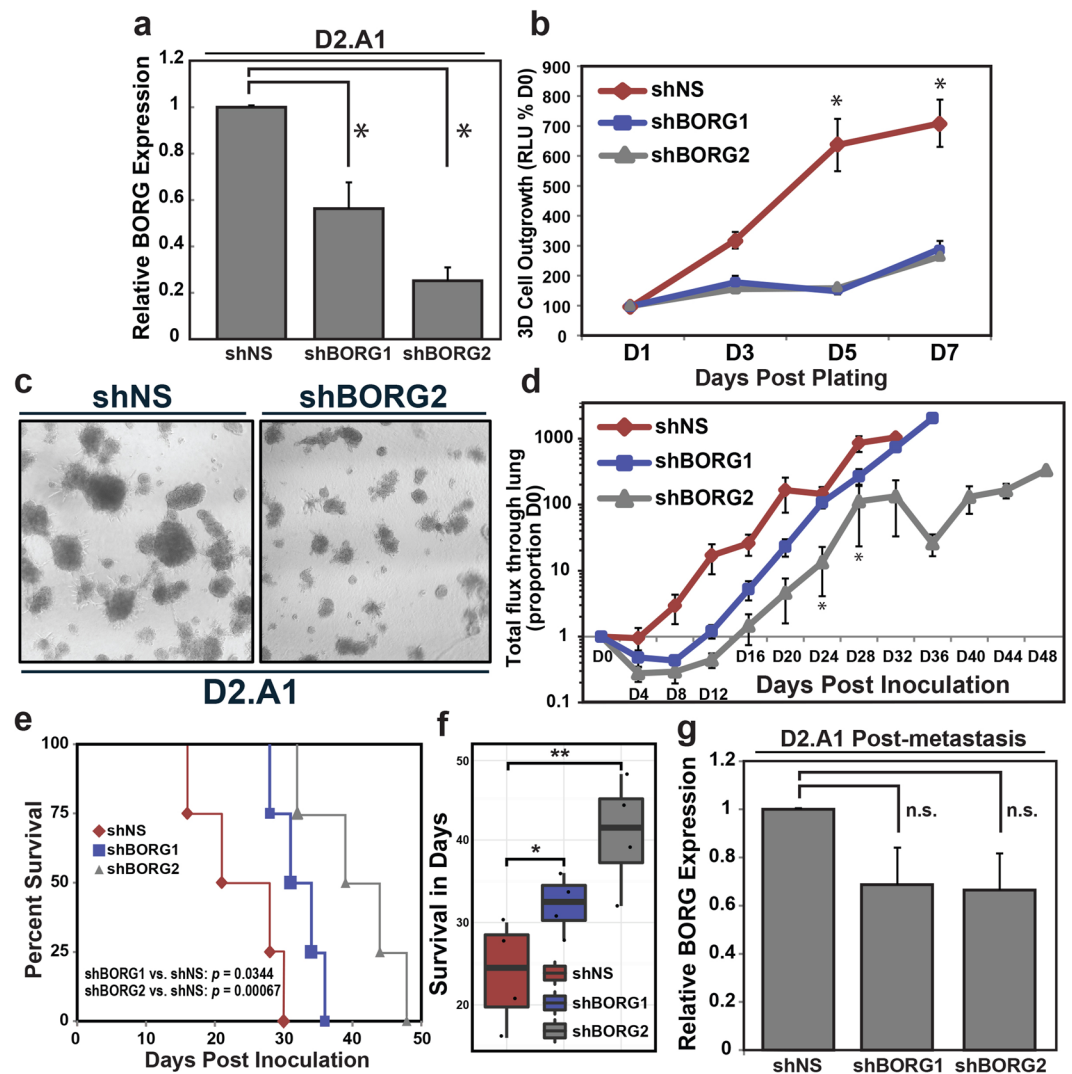 a
D2.A1
Relative BORG Expression
1.2
1
0.8
0.6
0.4
0.2
0
*
*
shNS shBORG1 shBORG2
b
3D Cell Outgrowth (RLU % D0)
900
800
700
600
500
400
300
200
100
0
shNS
shBORG1
shBORG2
*
*
D1 D3 D5 D7
Days Post Plating
c
shNS shBORG2
D2.A1
d
Total flux through lung
(proportion D0)
1000
100
10
1
0.1
shNS
shBORG1
shBORG2
*
*
D0 D16 D20 D24 D28 D32 D36 D40 D44 D48
D4 D8 D12
Days Post Inoculation
e
Percent Survival
100
75
50
25
0
shNS
shBORG1
shBORG2
shBORG1 vs. shNS: p = 0.0344
shBORG2 vs. shNS: p = 0.00067
0 10 20 30 40 50
Days Post Inoculation
f
Survival in Days
50
40
30
20
**
*
shNS
shBORG1
shBORG2
g
D2.A1 Post-metastasis
Relative BORG Expression
1.2
1
0.8
0.6
0.4
0.2
0
n.s. n.s.
shNS shBORG1 shBORG2